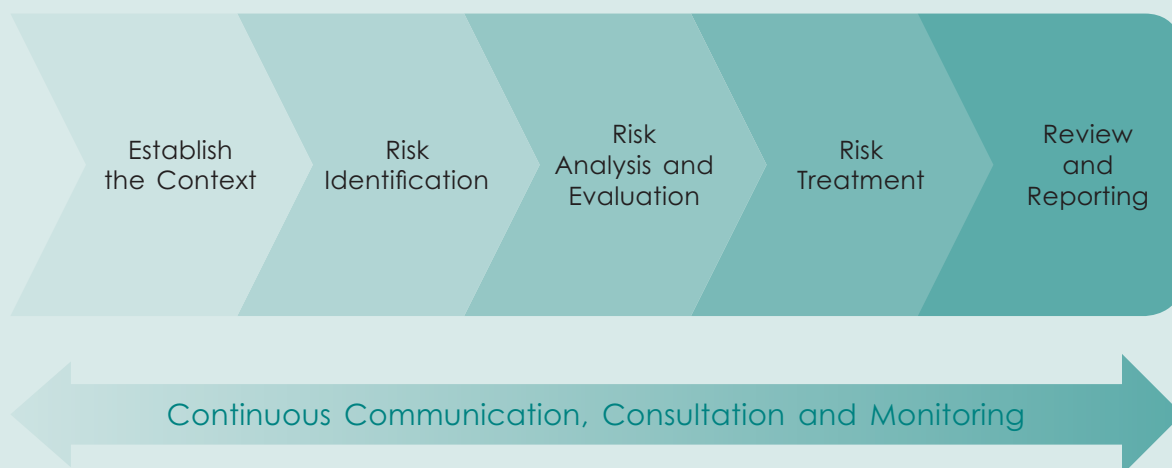 Establish
the Context
Risk
Identification
Risk
Analysis and
Evaluation
Risk
Treatment
Review
and
Reporting
Continuous Communication, Consultation and Monitoring